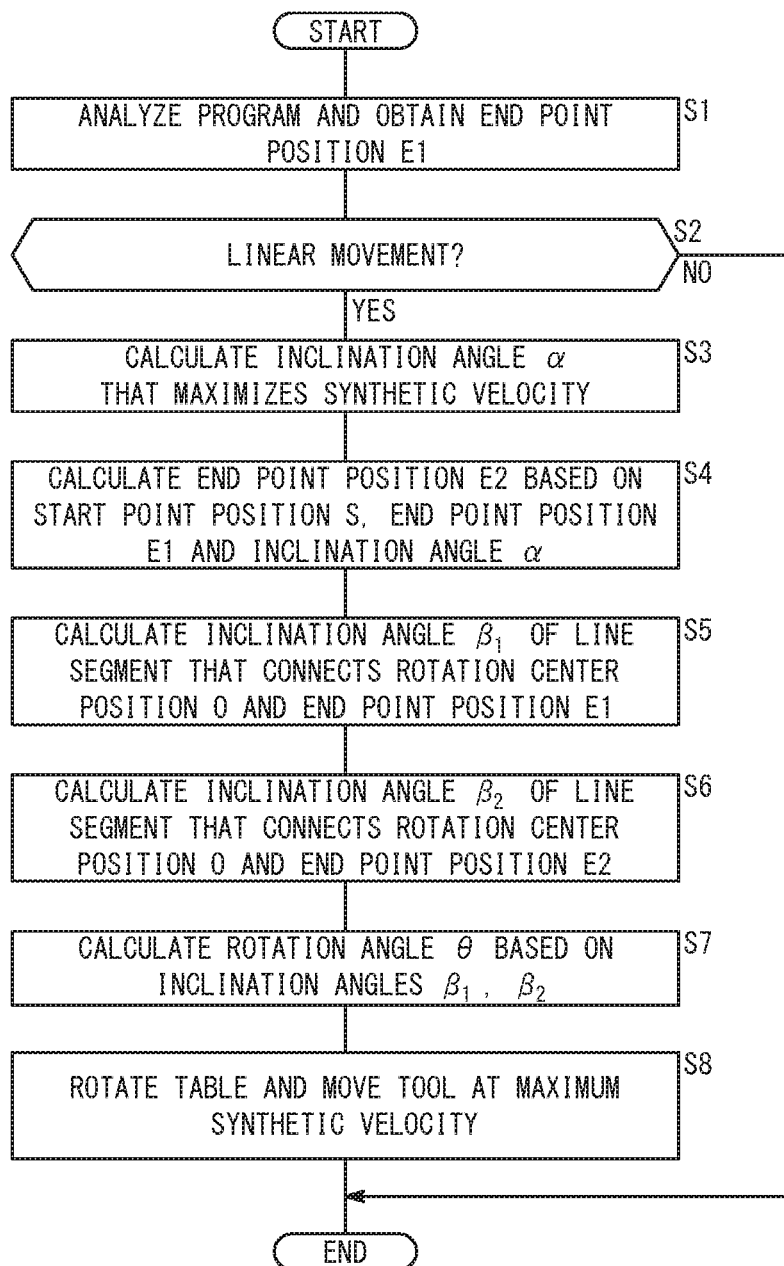 START
ANALYZE PROGRAM AND OBTAIN END POINT
POSITION E1
S1
LINEAR MOVEMENT?
S2
NO
YES
CALCULATE INCLINATION ANGLE α
THAT MAXIMIZES SYNTHETIC VELOCITY
S3
CALCULATE END POINT POSITION E2 BASED ON
START POINT POSITION S, END POINT POSITION
E1 AND INCLINATION ANGLE α
S4
CALCULATE INCLINATION ANGLE β₁ OF LINE
SEGMENT THAT CONNECTS ROTATION CENTER
POSITION O AND END POINT POSITION E1
S5
CALCULATE INCLINATION ANGLE β₂ OF LINE
SEGMENT THAT CONNECTS ROTATION CENTER
POSITION O AND END POINT POSITION E2
S6
CALCULATE ROTATION ANGLE θ BASED ON
INCLINATION ANGLES β₁, β₂
S7
ROTATE TABLE AND MOVE TOOL AT MAXIMUM
SYNTHETIC VELOCITY
S8
END